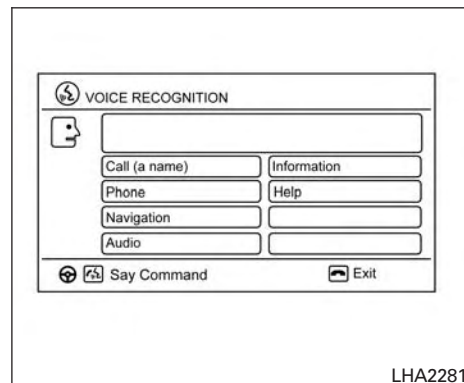 VOICE RECOGNITION
Call (a name) Information
Phone Help
Navigation
Audio
Say Command Exit
LHA2281